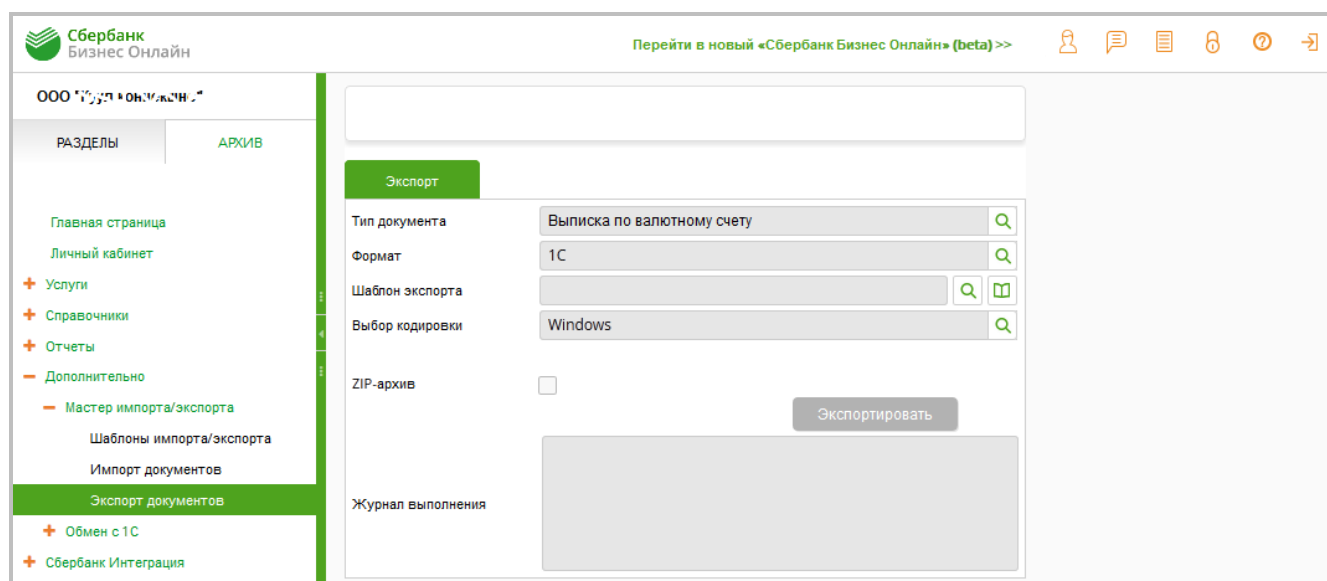 Сбербанк
Бизнес Онлайн
Перейти в новый «Сбербанк Бизнес Онлайн» (beta) >>
ООО
РАЗДЕЛЫ
АРХИВ
Главная страница
Личный кабинет
Услуги
Справочники
Отчеты
Дополнительно
Мастер импорта/экспорта
Шаблоны импорта/экспорта
Импорт документов
Экспорт документов
Обмен с 1С
Сбербанк Интеграция
Экспорт
Тип документа
Выписка по валютному счету
Формат
1C
Шаблон экспорта
Выбор кодировки
Windows
ZIP-архив
Экспортировать
Журнал выполнения